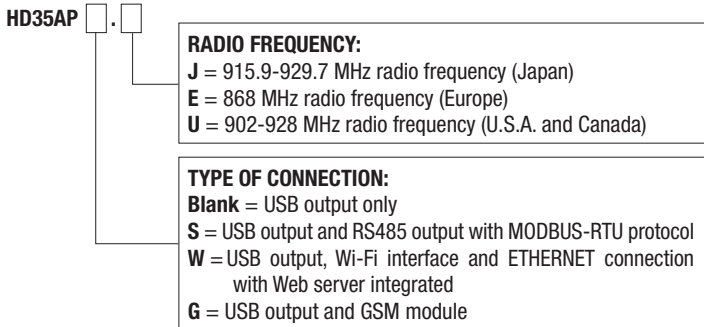 HD35AP .
RADIO FREQUENCY:
J = 915.9-929.7 MHz radio frequency (Japan)
E = 868 MHz radio frequency (Europe)
U = 902-928 MHz radio frequency (U.S.A. and Canada)
TYPE OF CONNECTION:
Blank = USB output only
S = USB output and RS485 output with MODBUS-RTU protocol
W = USB output, Wi-Fi interface and ETHERNET connection
with Web server integrated
G = USB output and GSM module